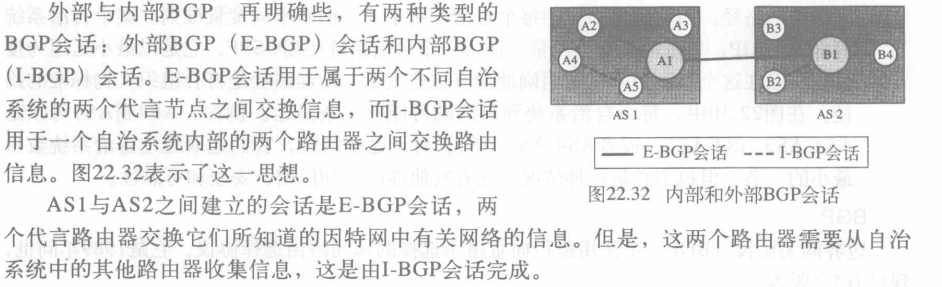 外部与内部BGP 再明确些，有两种类型的
BGP会话：外部BGP（E-BGP）会话和内部BGP
（I-BGP）会话。E-BGP会话用于属于两个不同自治
系统的两个代言节点之间交换信息，而I-BGP会话
用于一个自治系统内部的两个路由器之间交换路由
信息。图22.32表示了这一思想。
AS1与AS2之间建立的会话是E-BGP会话，两
个代言路由器交换它们所知道的因特网中有关网络的信息。但是，这两个路由器需要从自治
系统中的其他路由器收集信息，这是由I-BGP会话完成。
A2
A3
A4
A1
A5
B3
B1
B4
B2
AS 1
AS 2
E-BGP会话 I-BGP会话
图22.32 内部和外部BGP会话